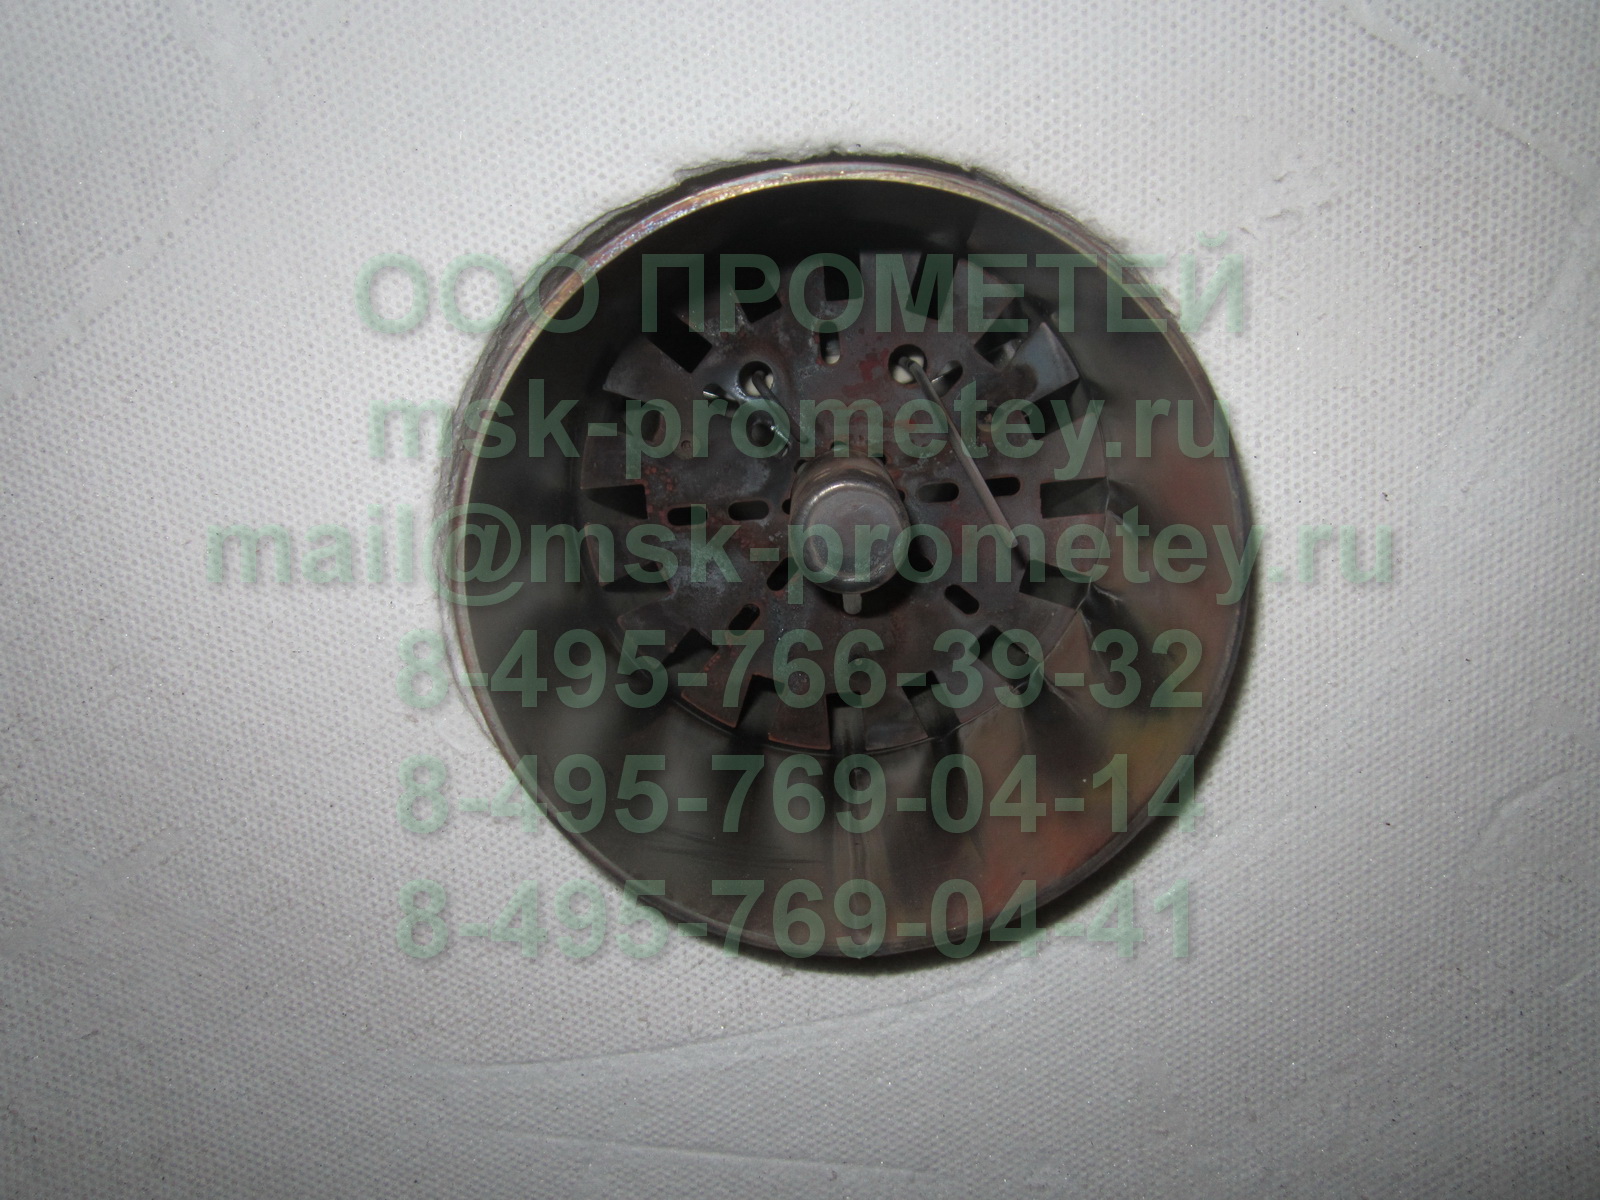 ООО ПРОМЕТЕЙ
msk-prometey.ru
mail@msk-prometey.ru
8-495-766-39-32
8-495-769-04-14
8-495-769-04-41